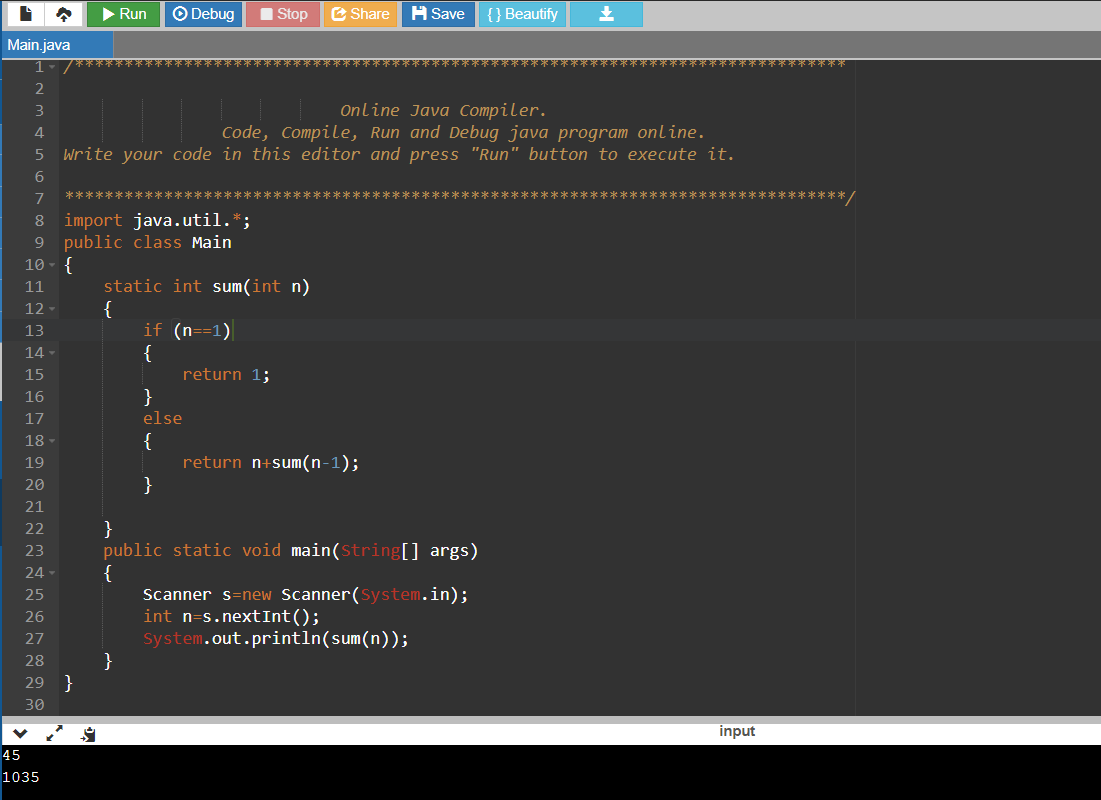 Run Debug Stop Share Save { } Beautify
Main.java
1 /******************************************************************************
2
3 Online Java Compiler.
4 Code, Compile, Run and Debug java program online.
5 Write your code in this editor and press "Run" button to execute it.
6
7 *******************************************************************************/
8 import java.util.*;
9 public class Main
10 {
11 static int sum(int n)
12 {
13 if (n==1)
14 {
15 return 1;
16 }
17 else
18 {
19 return n+sum(n-1);
20 }
21
22 }
23 public static void main(String[] args)
24 {
25 Scanner s=new Scanner(System.in);
26 int n=s.nextInt();
27 System.out.println(sum(n));
28 }
29 }
30
input
45
1035